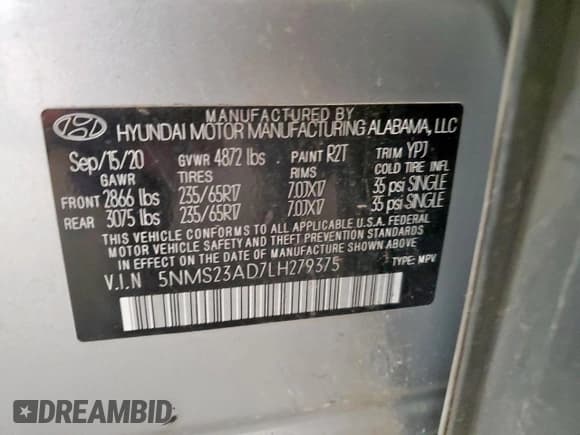 MANUFACTURED BY
HYUNDAI MOTOR MANUFACTURING ALABAMA, LLC
Sep/15/20 GVWR 4872 lbs PAINT R2T TRIM YPJ
GAWR TIRES RIMS COLD TIRE INFL
FRONT 2866 lbs 235/65R17 7.0JX17 35 psi SINGLE
REAR 3075 lbs 235/65R17 7.0JX17 35 psi SINGLE
THIS VEHICLE CONFORMS TO ALL APPLICABLE U.S.A. FEDERAL
MOTOR VEHICLE SAFETY AND THEFT PREVENTION STANDARDS
IN EFFECT ON THE DATE OF MANUFACTURE SHOWN ABOVE.
V.I.N 5NMS23AD7LH279375 TYPE: MPV
DREAMBID